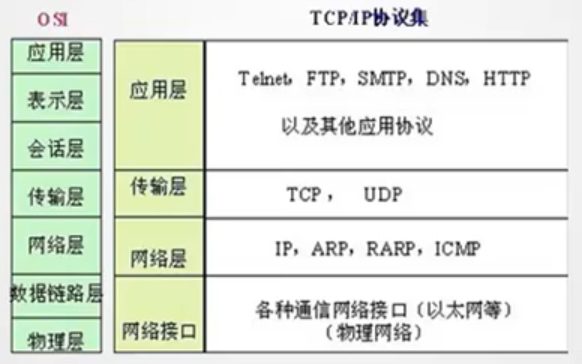 OSI
TCP/IP协议集
应用层
表示层
会话层
传输层
网络层
数据链路层
物理层
应用层
Telnet, FTP, SMTP, DNS, HTTP
以及其他应用协议
传输层
TCP, UDP
网络层
IP, ARP, RARP, ICMP
网络接口
各种通信网络接口（以太网等）
（物理网络）